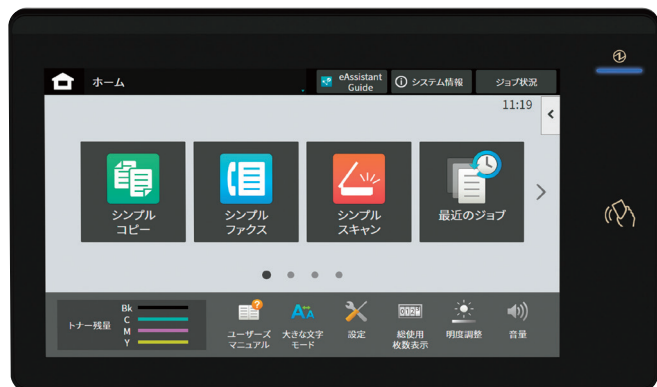 ホーム
eAssistant
Guide
システム情報
ジョブ状況
11:19
シンプル
コピー
シンプル
ファクス
シンプル
スキャン
最近のジョブ
トナー残量
Bk
C
M
Y
ユーザーズ
マニュアル
大きな文字
モード
設定
総使用
枚数表示
明度調整
音量